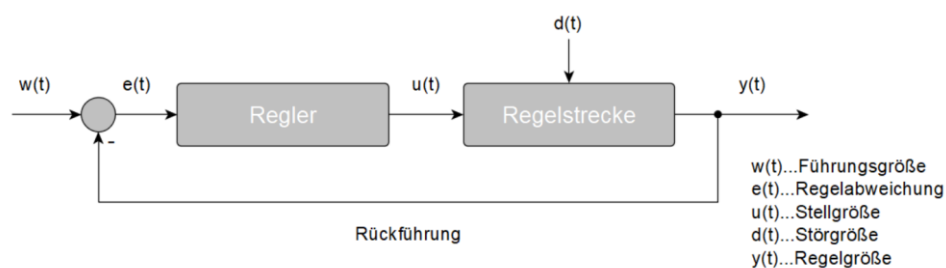 d(t)
w(t)
e(t)
Regler
u(t)
Regelstrecke
y(t)
-
Rückführung
w(t)...Führungsgröße
e(t)...Regelabweichung
u(t)...Stellgröße
d(t)...Störgröße
y(t)...Regelgröße